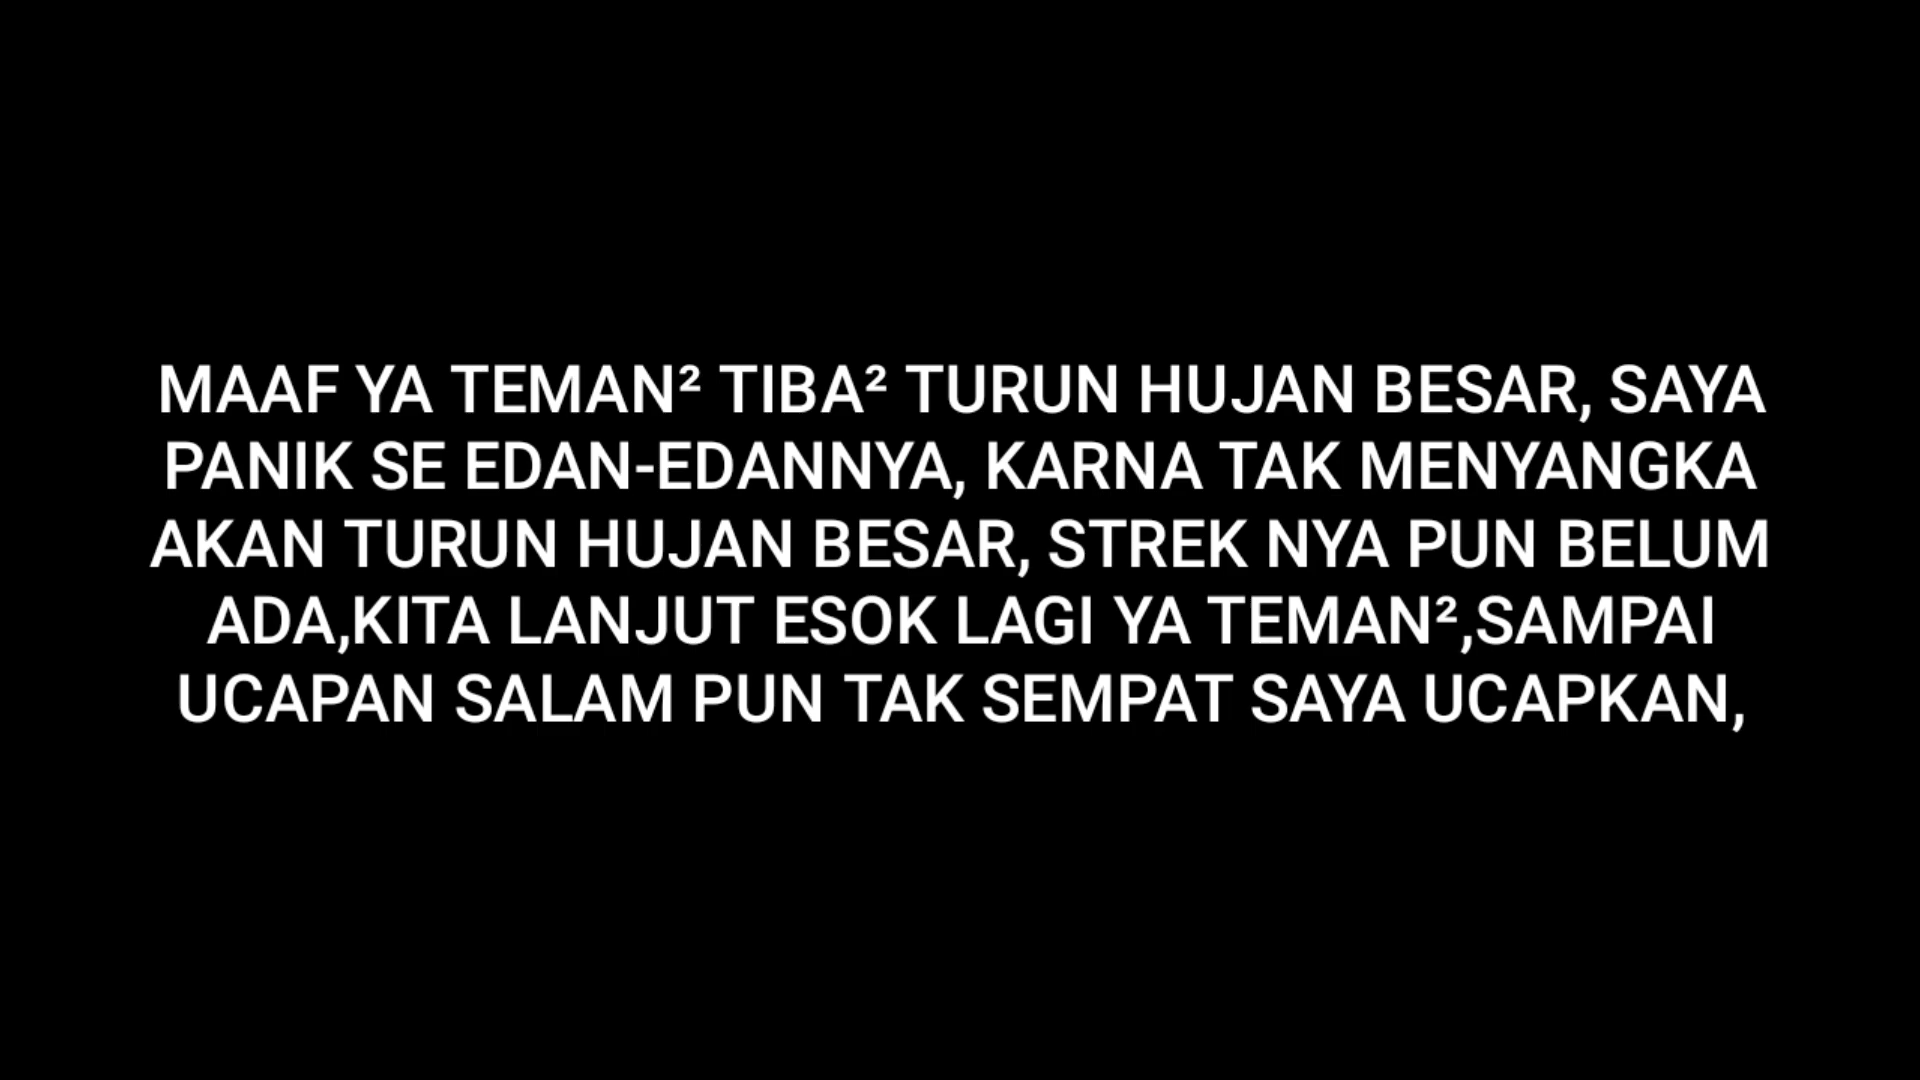 MAAF YA TEMAN² TIBA² TURUN HUJAN BESAR, SAYA
PANIK SE EDAN-EDANNYA, KARNA TAK MENYANGKA
AKAN TURUN HUJAN BESAR, STREK NYA PUN BELUM
ADA,KITA LANJUT ESOK LAGI YA TEMAN²,SAMPAI
UCAPAN SALAM PUN TAK SEMPAT SAYA UCAPKAN,